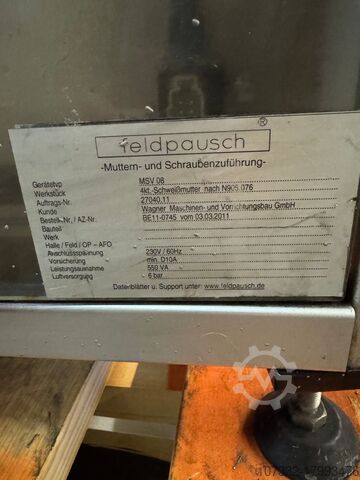 feldpausch ®
-Muttern- und Schraubenzuführung-
Gerätetyp MSV 08
Werkstück 4kt.-Schweißmutter nach N905 076
Auftrags-Nr. 27040.11
Kunde Wagner Maschinen- und Vorrichtungsbau GmbH
Bestell-Nr./ AZ-Nr. BE11-0745 vom 03.03.2011
Bauteil
Werk
Halle / Feld / OP - AFO
Anschlussspannung 230V / 60Hz
Vorsicherung min. D10A
Leistungsaufnahme 550 VA
Luftversorgung 6 bar
Datenblätter u. Support unter: www.feldpausch.de